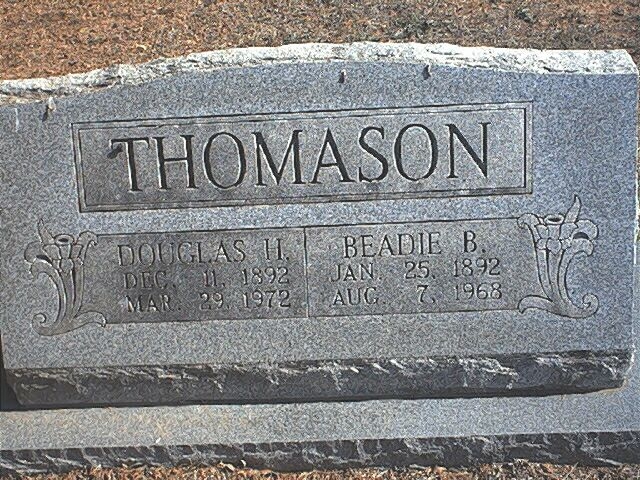 THOMASON
DOUGLAS H.
DEC. 11, 1892
MAR. 29, 1972
BEADIE B.
JAN. 25, 1892
AUG. 7, 1968